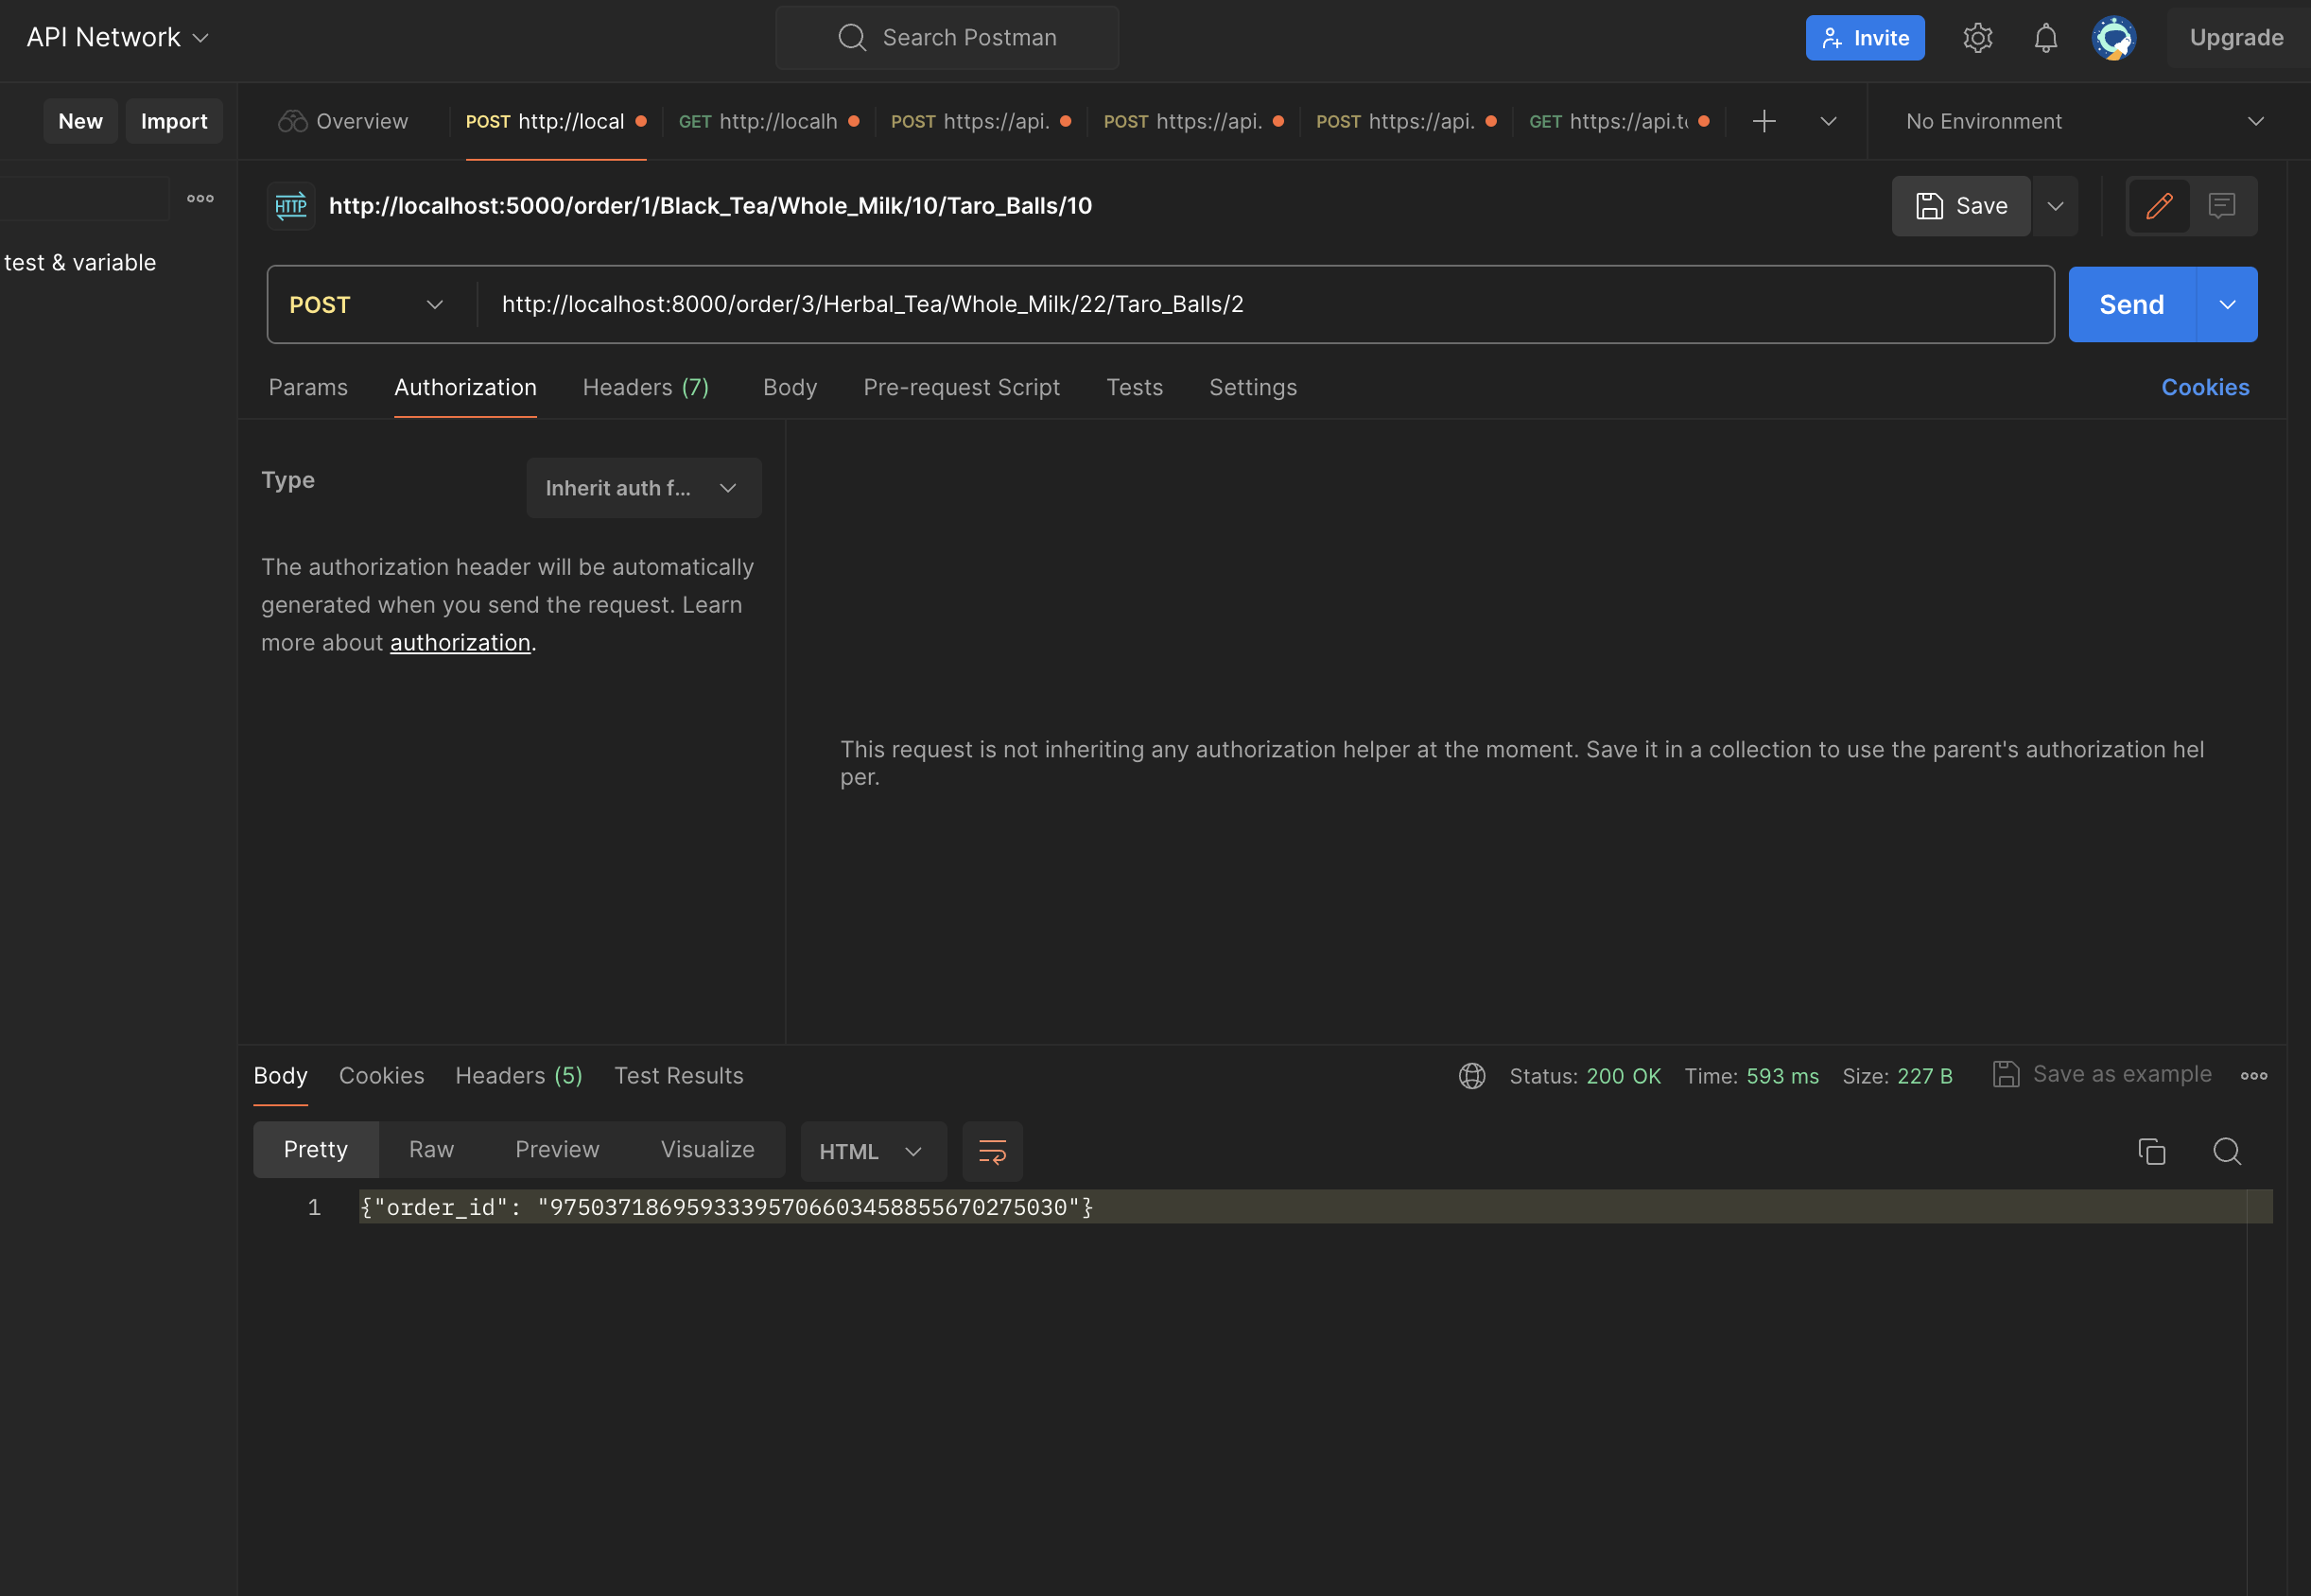 API Network
Search Postman
Invite
Upgrade
New
Import
Overview
POST http://local
GET http://localh
POST https://api.
POST https://api.
POST https://api.
GET https://api.t
No Environment
HTTP
http://localhost:5000/order/1/Black_Tea/Whole_Milk/10/Taro_Balls/10
Save
test & variable
POST
http://localhost:8000/order/3/Herbal_Tea/Whole_Milk/22/Taro_Balls/2
Send
Params
Authorization
Headers (7)
Body
Pre-request Script
Tests
Settings
Cookies
Type
Inherit auth f...
The authorization header will be automatically
generated when you send the request. Learn
more about authorization.
This request is not inheriting any authorization helper at the moment. Save it in a collection to use the parent's authorization hel
per.
Body
Cookies
Headers (5)
Test Results
Status: 200 OK
Time: 593 ms
Size: 227 B
Save as example
Pretty
Raw
Preview
Visualize
HTML
1
{"order_id": "975037186959333957066034588556702​75030"}